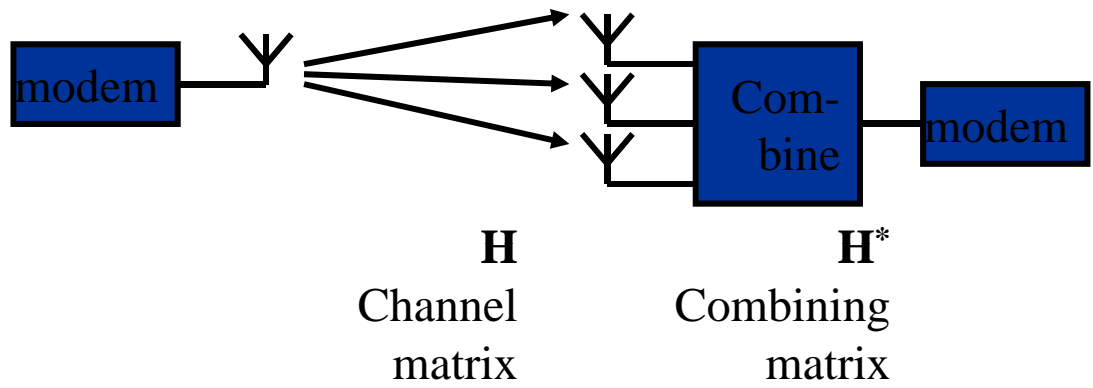 modem
Com-
bine
modem
H
Channel
matrix
H*
Combining
matrix